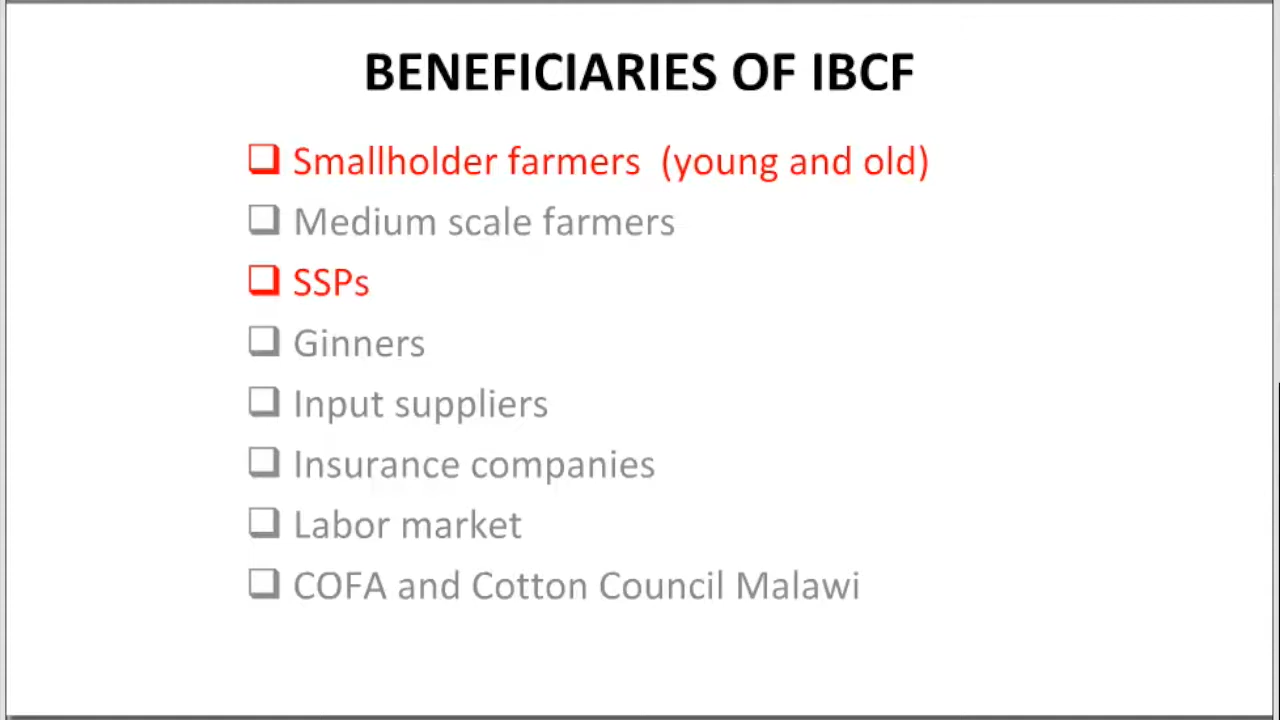 BENEFICIARIES OF IBCF
❑ Smallholder farmers (young and old)
❑ Medium scale farmers
❑ SSPs
❑ Ginners
❑ Input suppliers
❑ Insurance companies
❑ Labor market
❑ COFA and Cotton Council Malawi